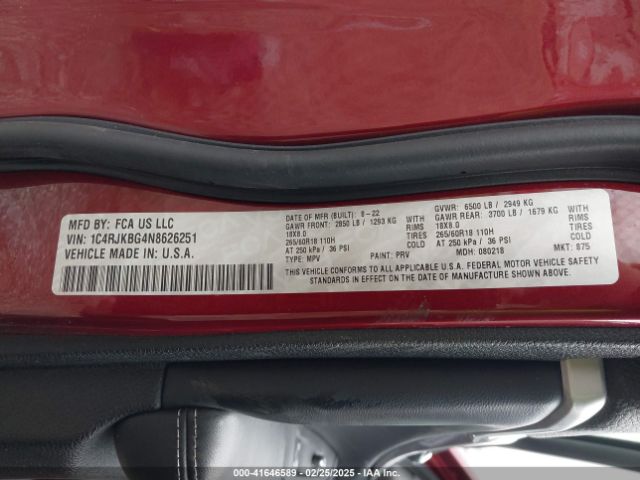 MFD BY: FCA US LLC
VIN: 1C4RJKBG4N8626251
VEHICLE MADE IN: U.S.A.
DATE OF MFR (BUILT): 8-22
GAWR FRONT: 2850 LB / 1293 KG
18X8.0 WITH
265/60R18 110H TIRES
AT 250 kPa / 36 PSI COLD
TYPE: MPV PAINT: PRV
GVWR: 6500 LB / 2949 KG
GAWR REAR: 3700 LB / 1679 KG
18X8.0 WITH
265/60R18 110H TIRES
AT 250 kPa / 36 PSI COLD
MDH: 080218 MKT: 875
THIS VEHICLE CONFORMS TO ALL APPLICABLE U.S.A. FEDERAL MOTOR VEHICLE SAFETY
STANDARDS IN EFFECT ON THE DATE OF MANUFACTURE SHOWN ABOVE.
COPART: 41646589 — 02/25/2025 — IAA Inc.